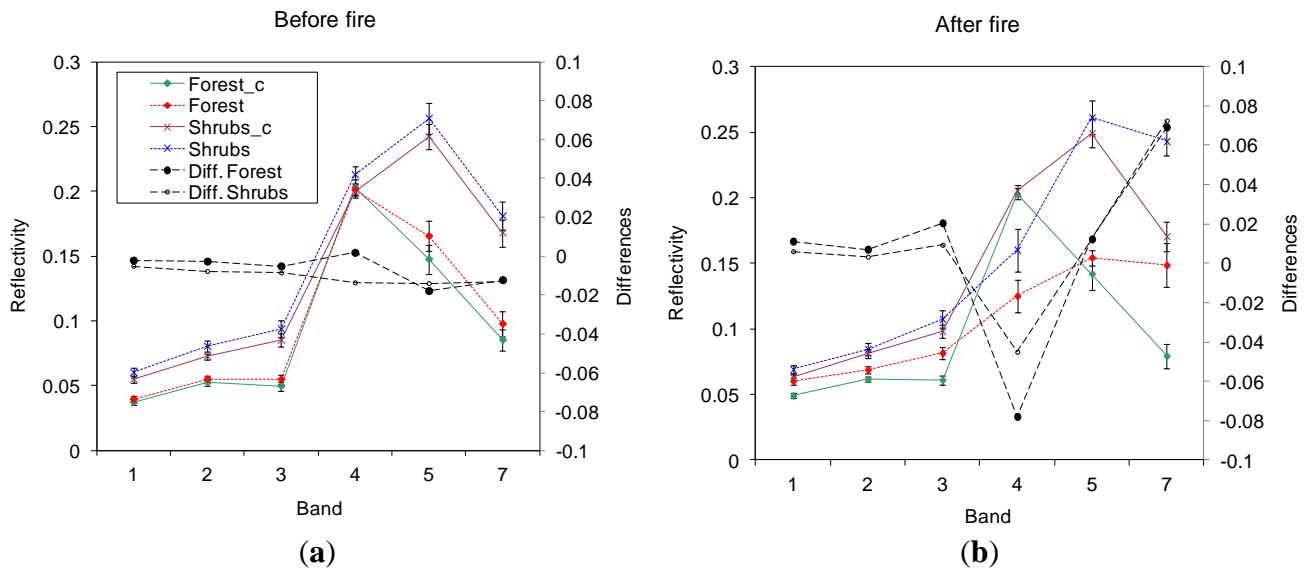 Before fire
0.3
0.25
0.2
0.15
0.1
0.05
0
Reflectivity
Forest_c
Forest
Shrubs_c
Shrubs
Diff. Forest
Diff. Shrubs
0.1
0.08
0.06
0.04
0.02
0
-0.02
-0.04
-0.06
-0.08
-0.1
Differences
1 2 3 4 5 7
Band
(a)
After fire
0.3
0.25
0.2
0.15
0.1
0.05
0
Reflectivity
0.1
0.08
0.06
0.04
0.02
0
-0.02
-0.04
-0.06
-0.08
-0.1
Differences
1 2 3 4 5 7
Band
(b)